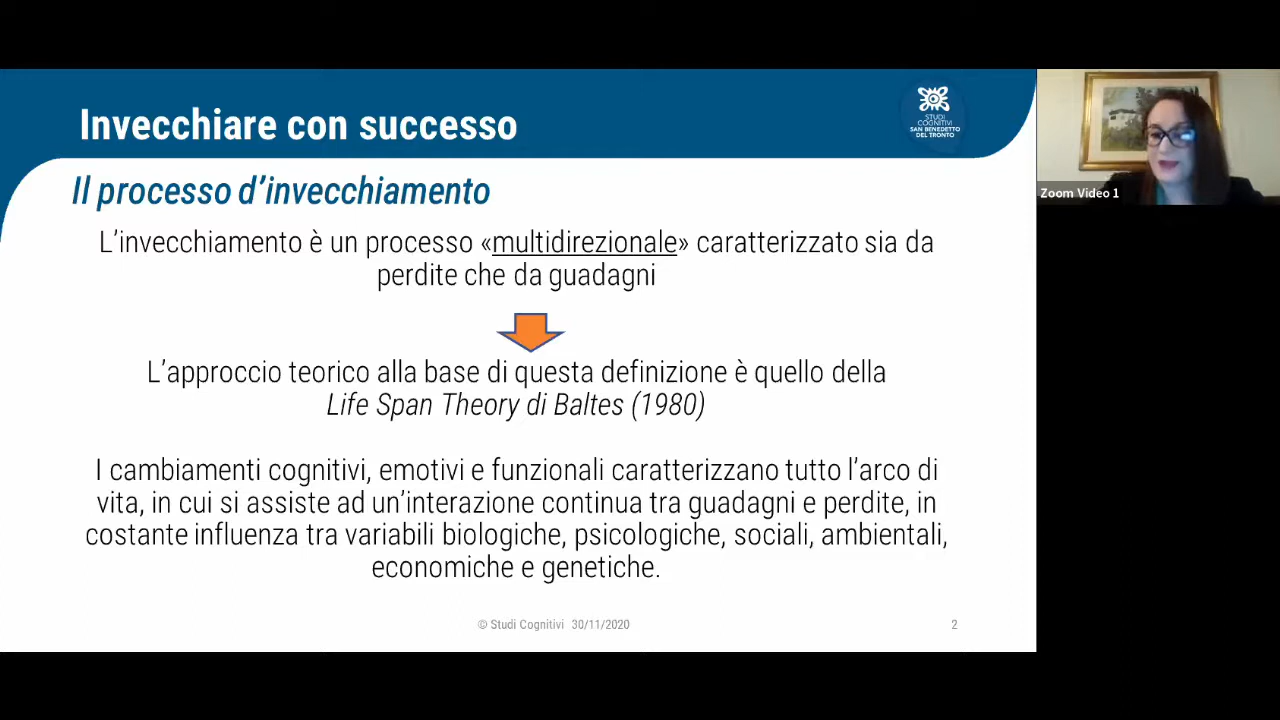 Invecchiare con successo
STUDI
COGNITIVI
SAN BENEDETTO
DEL TRONTO
Zoom Video 1
Il processo d’invecchiamento
L’invecchiamento è un processo «multidirezionale» caratterizzato sia da
perdite che da guadagni
L’approccio teorico alla base di questa definizione è quello della
Life Span Theory di Baltes (1980)
I cambiamenti cognitivi, emotivi e funzionali caratterizzano tutto l’arco di
vita, in cui si assiste ad un’interazione continua tra guadagni e perdite, in
costante influenza tra variabili biologiche, psicologiche, sociali, ambientali,
economiche e genetiche.
© Studi Cognitivi 30/11/2020
2